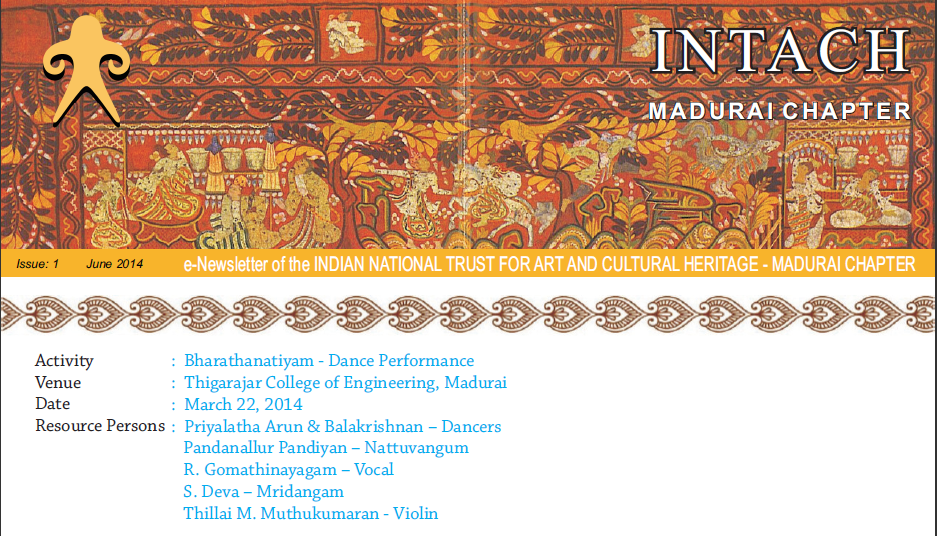 INTACH
MADURAI CHAPTER
Issue: 1 June 2014 e-Newsletter of the INDIAN NATIONAL TRUST FOR ART AND CULTURAL HERITAGE - MADURAI CHAPTER
Activity : Bharathanatiyam - Dance Performance
Venue : Thigarajar College of Engineering, Madurai
Date : March 22, 2014
Resource Persons : Priyalatha Arun & Balakrishnan – Dancers
Pandanallur Pandiyan – Nattuvangum
R. Gomathinayagam – Vocal
S. Deva – Mridangam
Thillai M. Muthukumaran - Violin